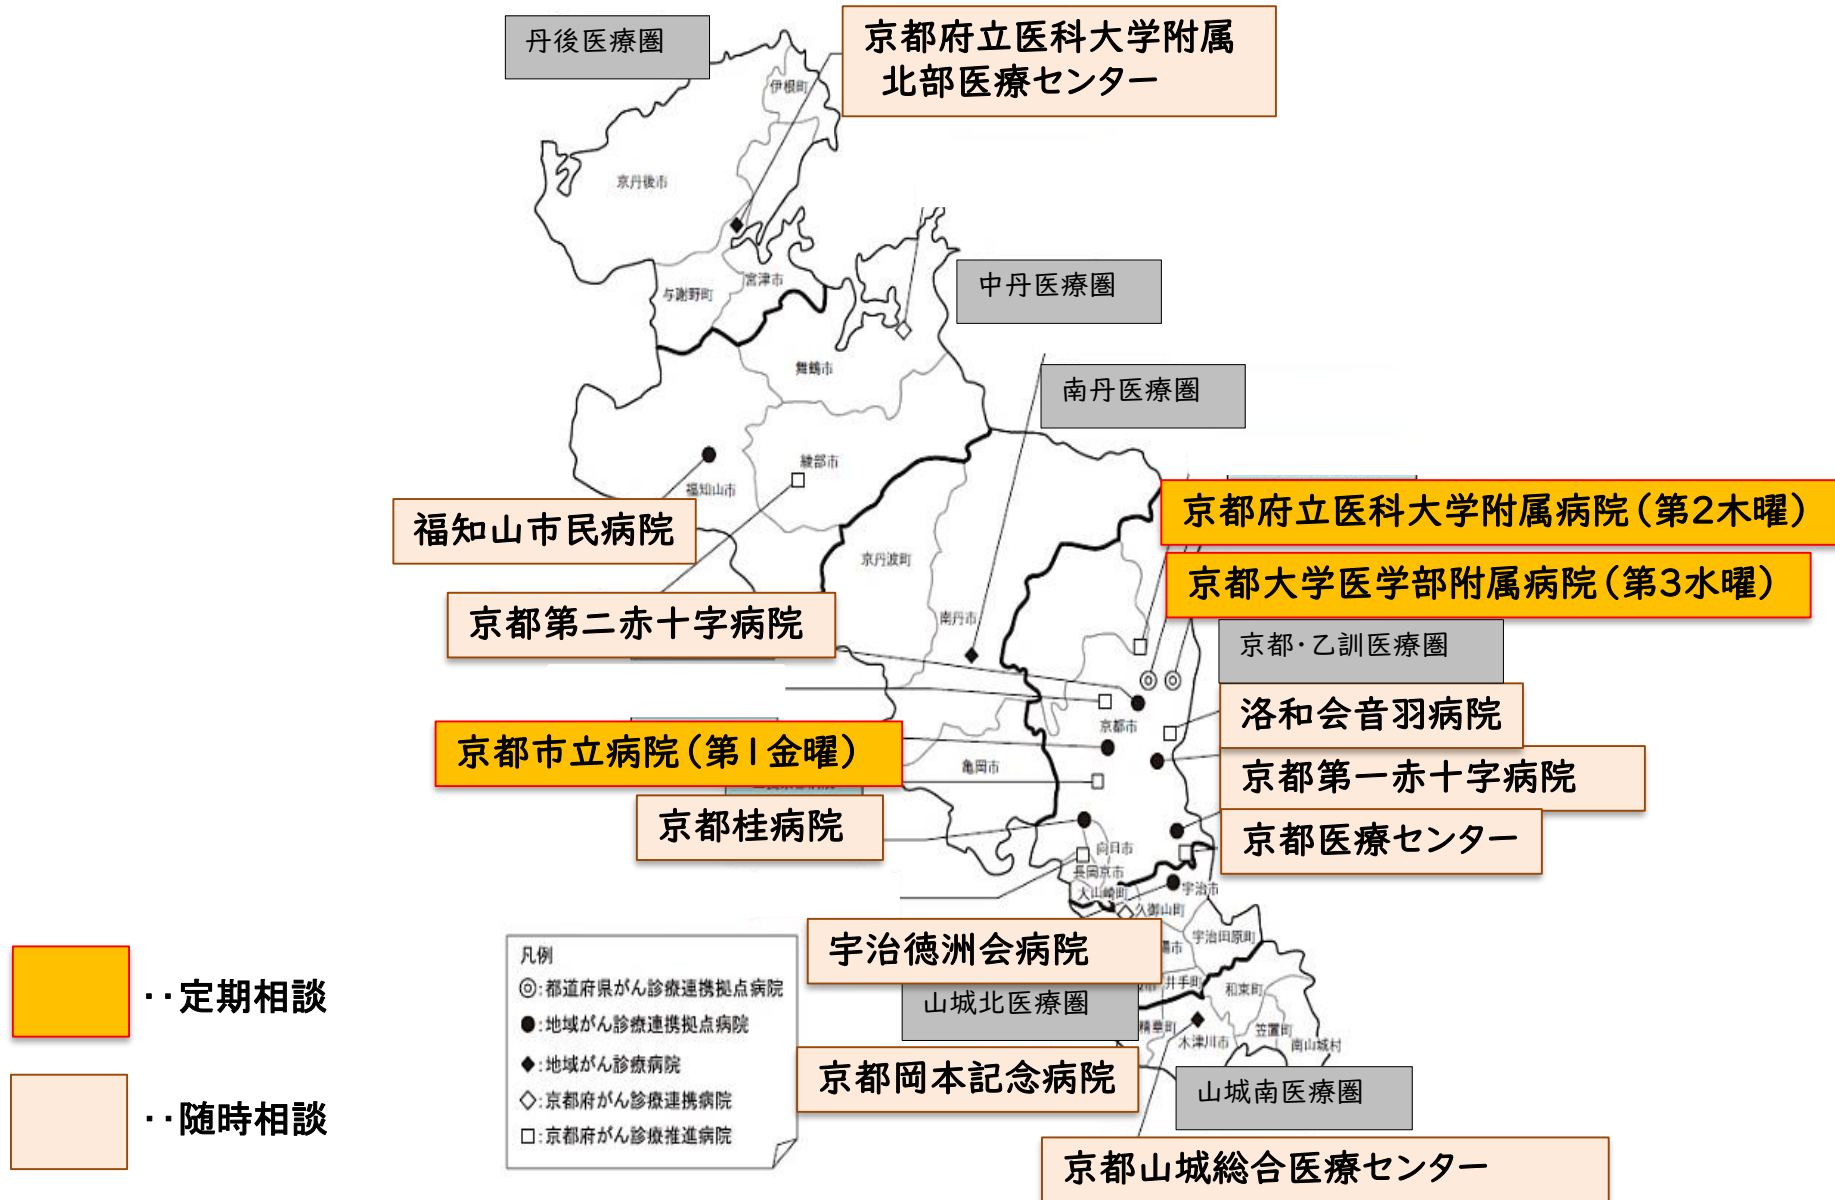 丹後医療圏
京都府立医科大学附属
北部医療センター
伊根町
京丹後市
宮津市
与謝野町
中丹医療圏
舞鶴市
南丹医療圏
綾部市
福知山市
福知山市民病院
京都府立医科大学附属病院(第2木曜)
京丹波町
京都大学医学部附属病院(第3水曜)
京都第二赤十字病院
南丹市
京都・乙訓医療圏
洛和会音羽病院
京都市
京都市立病院(第1金曜)
亀岡市
京都第一赤十字病院
京都桂病院
京都医療センター
向日市
長岡京市
大山崎町
宇治市
久御山町
宇治徳洲会病院
宇治田原町
井手町
和束町
山城北医療圏
精華町
木津川市
笠置町
南山城村
京都岡本記念病院
山城南医療圏
京都山城総合医療センター
凡例
◎:都道府県がん診療連携拠点病院
●:地域がん診療連携拠点病院
◆:地域がん診療病院
◇:京都府がん診療連携病院
□:京都府がん診療推進病院
‥定期相談
‥随時相談